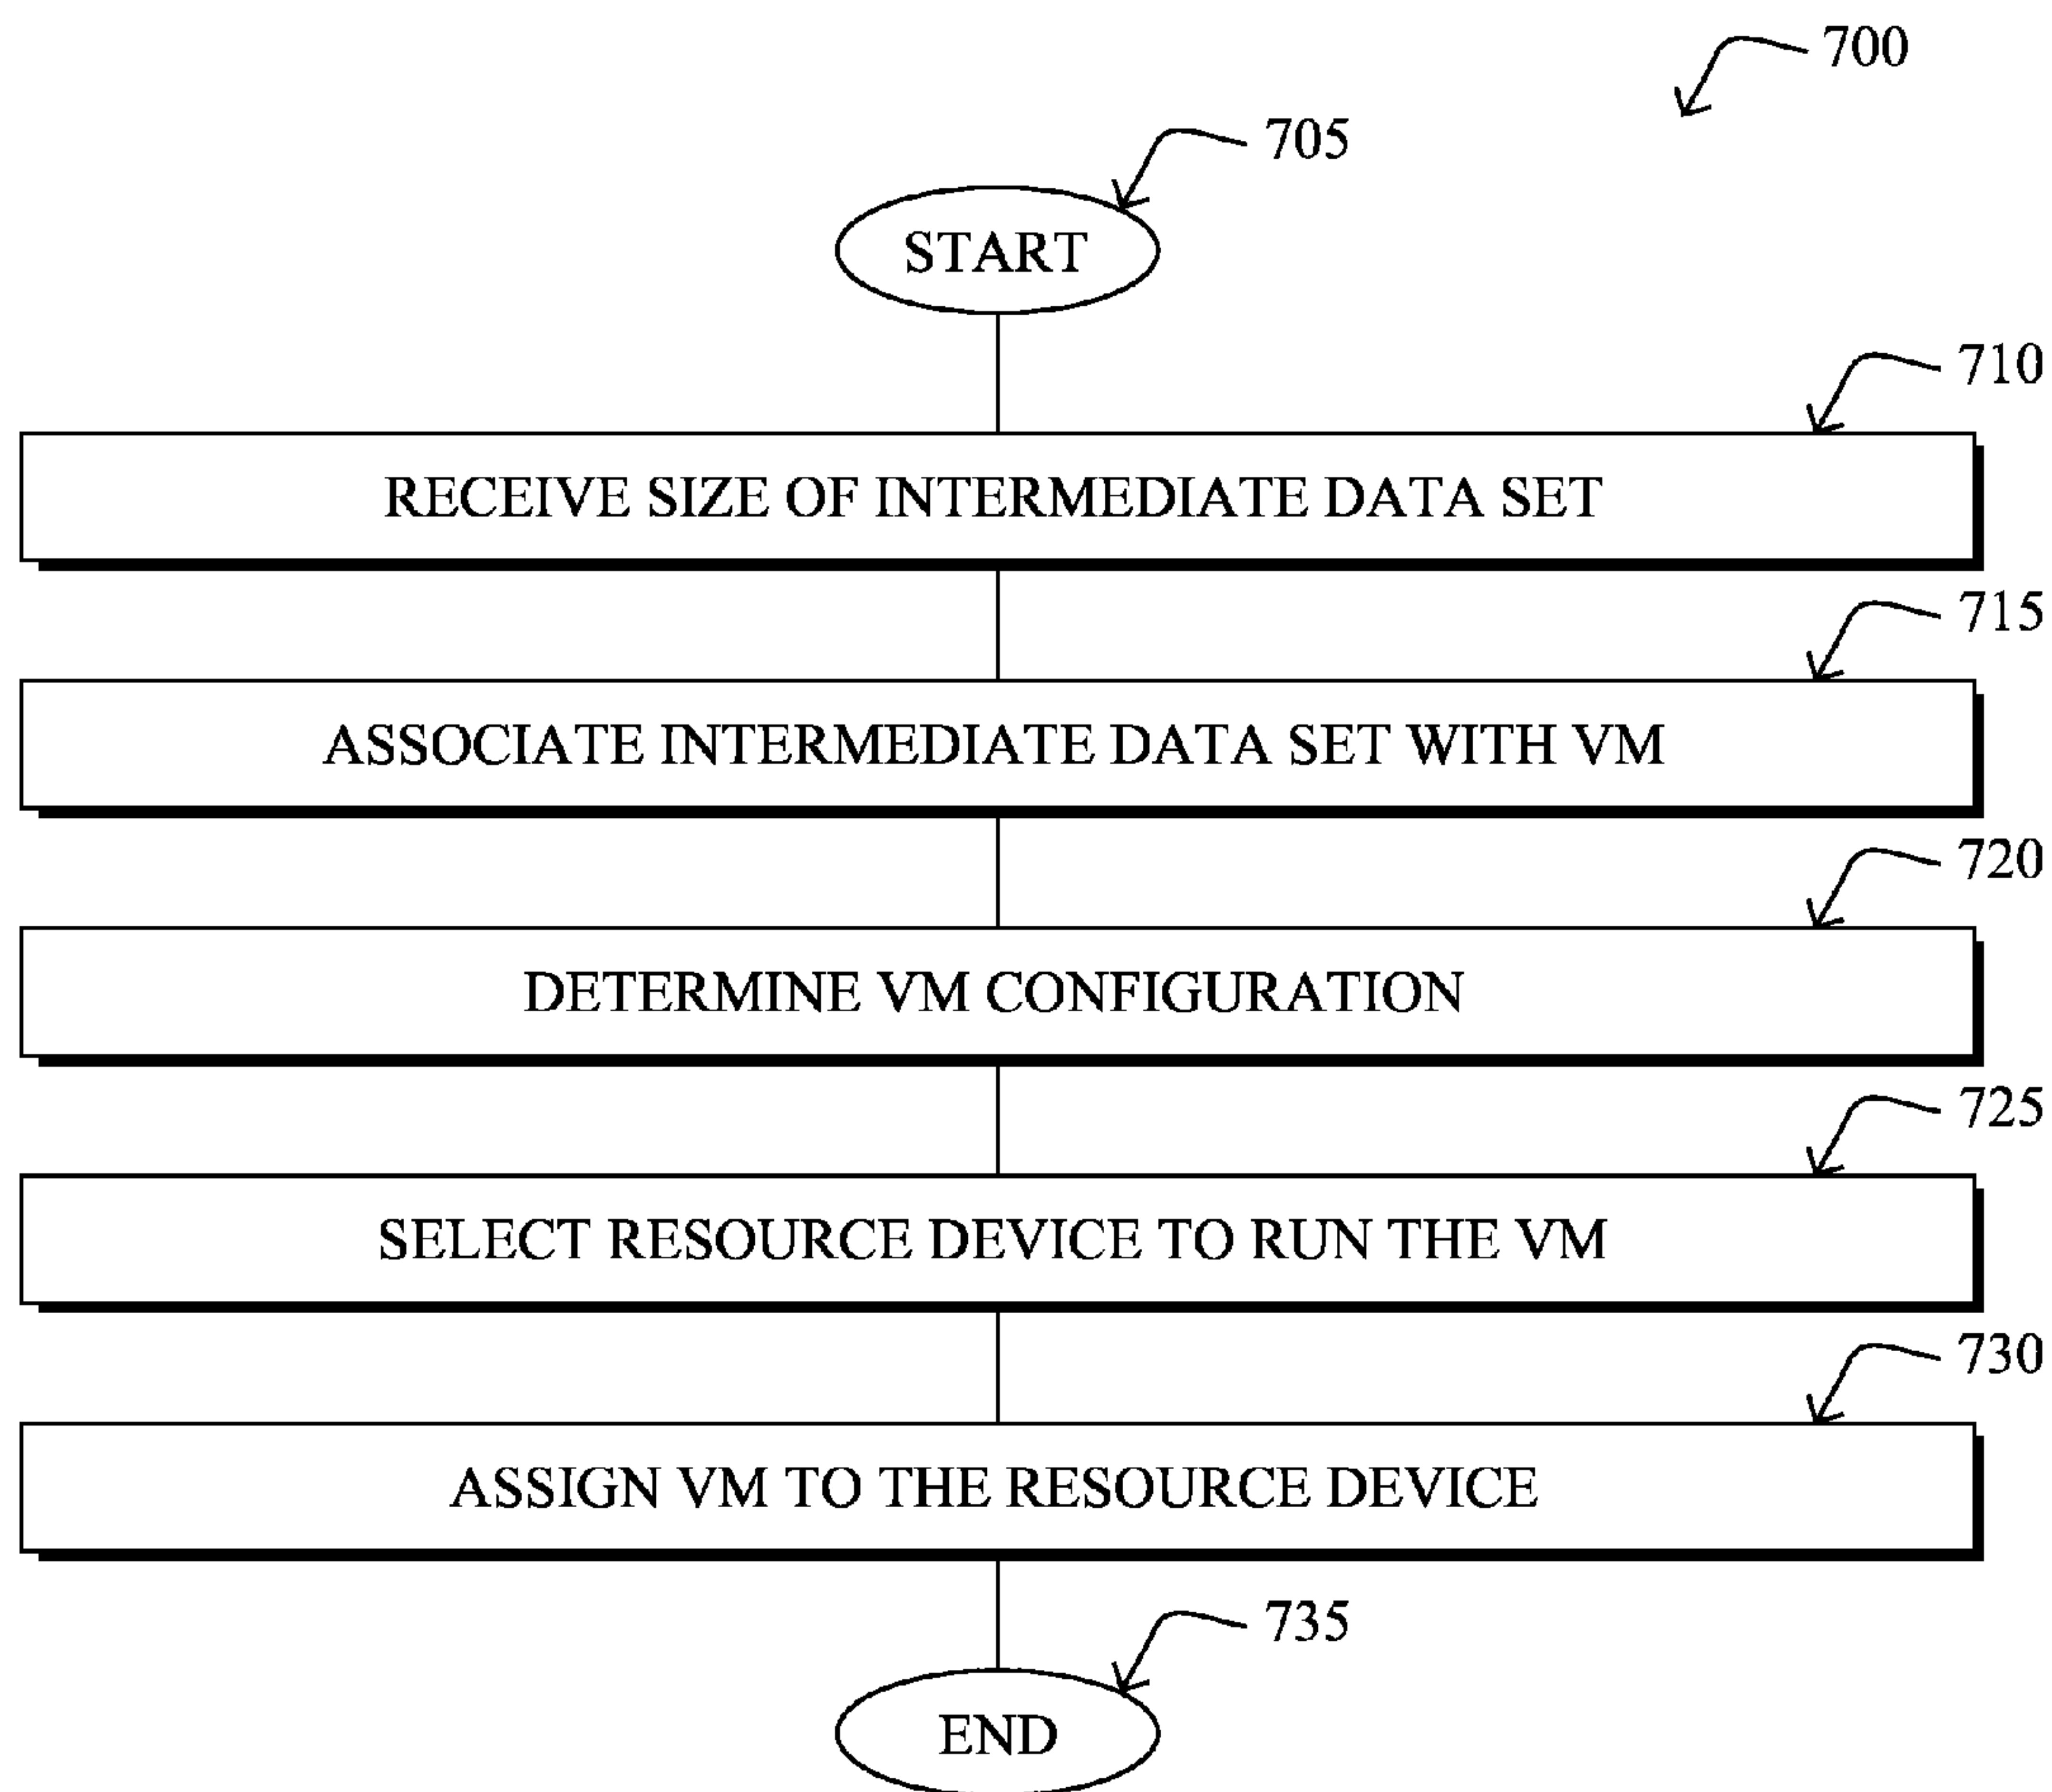 700
705
START
710
RECEIVE SIZE OF INTERMEDIATE DATA SET
715
ASSOCIATE INTERMEDIATE DATA SET WITH VM
720
DETERMINE VM CONFIGURATION
725
SELECT RESOURCE DEVICE TO RUN THE VM
730
ASSIGN VM TO THE RESOURCE DEVICE
735
END